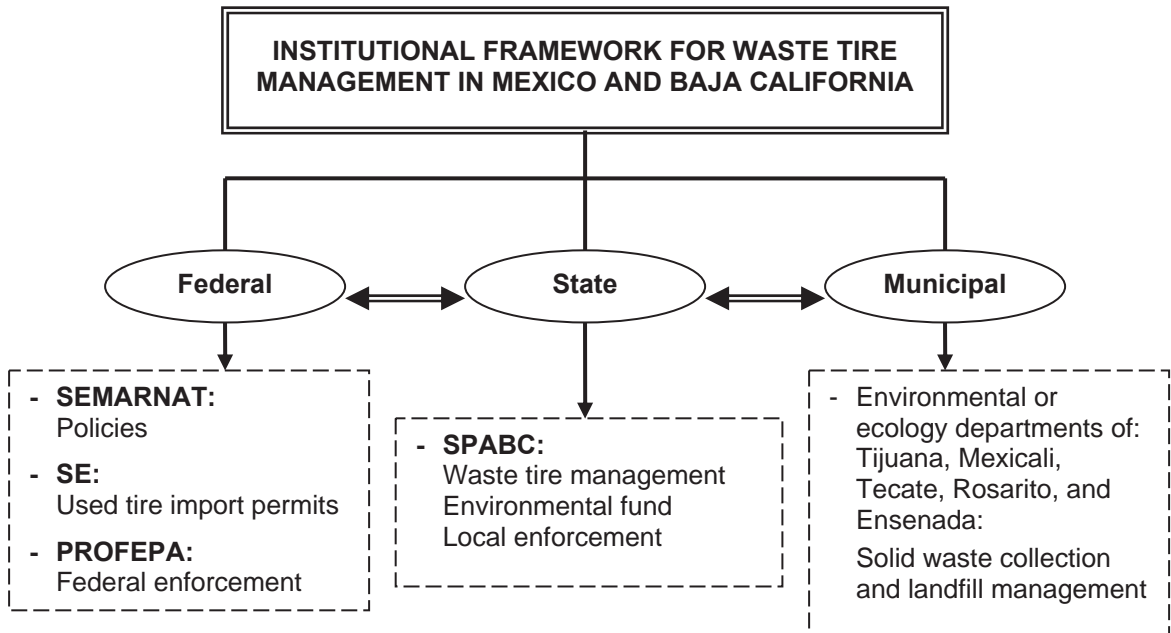 INSTITUTIONAL FRAMEWORK FOR WASTE TIRE
MANAGEMENT IN MEXICO AND BAJA CALIFORNIA
Federal
State
Municipal
- SEMARNAT:
Policies
- SE:
Used tire import permits
- PROFEPA:
Federal enforcement
- SPABC:
Waste tire management
Environmental fund
Local enforcement
- Environmental or
ecology departments of:
Tijuana, Mexicali,
Tecate, Rosarito, and
Ensenada:
Solid waste collection
and landfill management